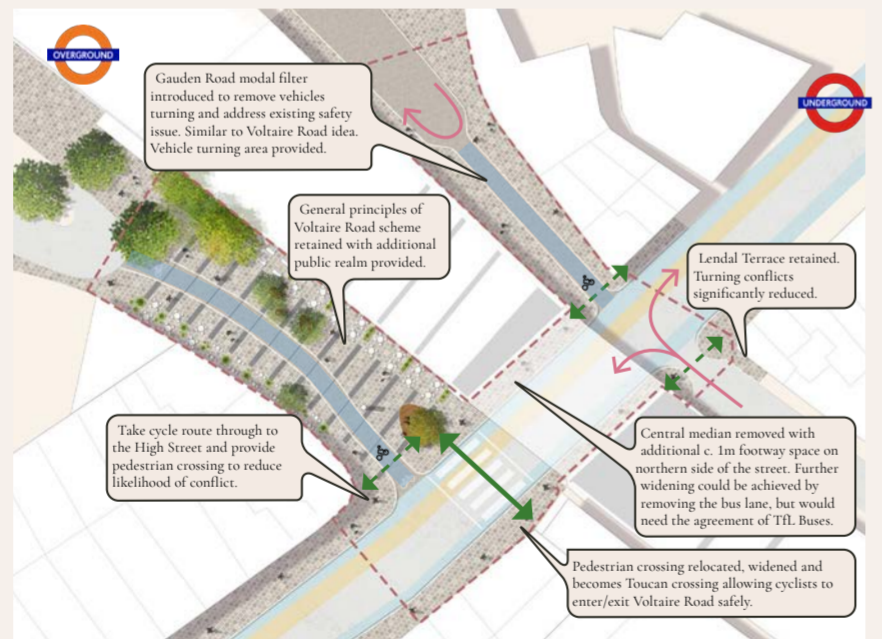 OVERGROUND
Gauden Road modal filter
introduced to remove vehicles
turning and address existing safety
issue. Similar to Voltaire Road idea.
Vehicle turning area provided.
UNDERGROUND
General principles of
Voltaire Road scheme
retained with additional
public realm provided.
Lendal Terrace retained.
Turning conflicts
significantly reduced.
Take cycle route through to
the High Street and provide
pedestrian crossing to reduce
likelihood of conflict.
Central median removed with
additional c. 1m footway space on
northern side of the street. Further
widening could be achieved by
removing the bus lane, but would
need the agreement of TfL Buses.
Pedestrian crossing relocated, widened and
becomes Toucan crossing allowing cyclists to
enter/exit Voltaire Road safely.